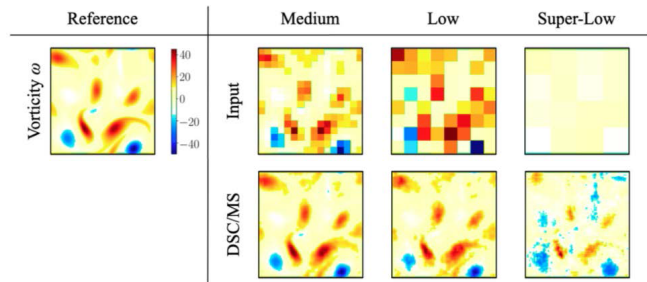 Reference
Medium
Low
Super-Low
Vorticity ω
40
20
0
−20
−40
Input
DSC/MS